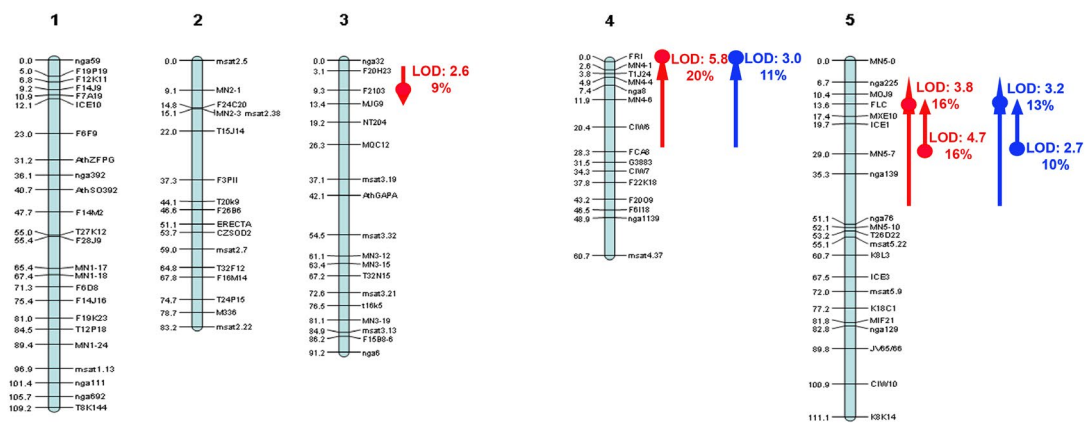 1
0.0 nga59
5.0 F19P19
6.8 F12K11
9.2 F14J9
10.9 F7A19
12.1 ICE10
23.0 F6F9
31.2 AthZFPG
36.1 nga392
40.7 AthSO392
47.7 F14M2
55.0 T27K12
55.4 F28J9
65.4 MN1-17
67.4 MN1-18
71.3 F6D8
75.4 F14J16
81.0 F19K23
84.5 T12P18
89.4 MN1-24
96.9 msat1.13
101.4 nga111
105.7 nga692
109.2 T8K144
2
0.0 msat2.5
9.1 MN2-1
14.8 F24C20
15.1 MN2-3 msat2.38
22.0 T15J14
37.3 F3PII
44.1 T20k9
46.6 F26B6
51.1 ERECTA
53.7 CZSOD2
59.0 msat2.7
64.8 T32F12
67.8 F16M14
74.7 T24P15
78.7 M336
83.2 msat2.22
3
0.0 nga32
3.1 F20H23
9.3 F2103
13.4 MJG9
19.2 NT204
26.3 MOC12
37.1 msat3.19
42.1 AthGAPA
54.5 msat3.32
61.1 MN3-12
63.4 MN3-15
67.2 T32N15
72.6 msat3.21
76.5 t16k5
81.1 MN3-19
84.9 msat3.13
86.2 F15B8-6
91.2 nga6
LOD: 2.6
9%
4
0.0 FRI
2.6 MN4-1
3.8 T1J24
4.9 MN4-4
7.4 nga8
11.9 MN4-6
20.4 CIW6
28.3 FCA8
31.5 G3883
34.3 CIW7
37.8 F22K18
43.2 F20O9
46.5 F6I18
48.9 nga1139
60.7 msat4.37
LOD: 5.8
20%
LOD: 3.0
11%
5
0.0 MN5-0
6.7 nga225
10.4 MOJ9
13.6 FLC
17.4 MXE10
19.7 ICE1
29.0 MN5-7
35.3 nga139
51.1 nga76
52.1 MN5-10
53.2 T26D22
55.1 msat5.22
60.7 K8L3
67.5 ICE3
72.0 msat5.9
77.2 K18C1
81.8 MIF21
82.8 nga129
89.8 JV65/66
100.9 CIW10
111.1 K8K14
LOD: 3.8
16%
LOD: 4.7
16%
LOD: 3.2
13%
LOD: 2.7
10%